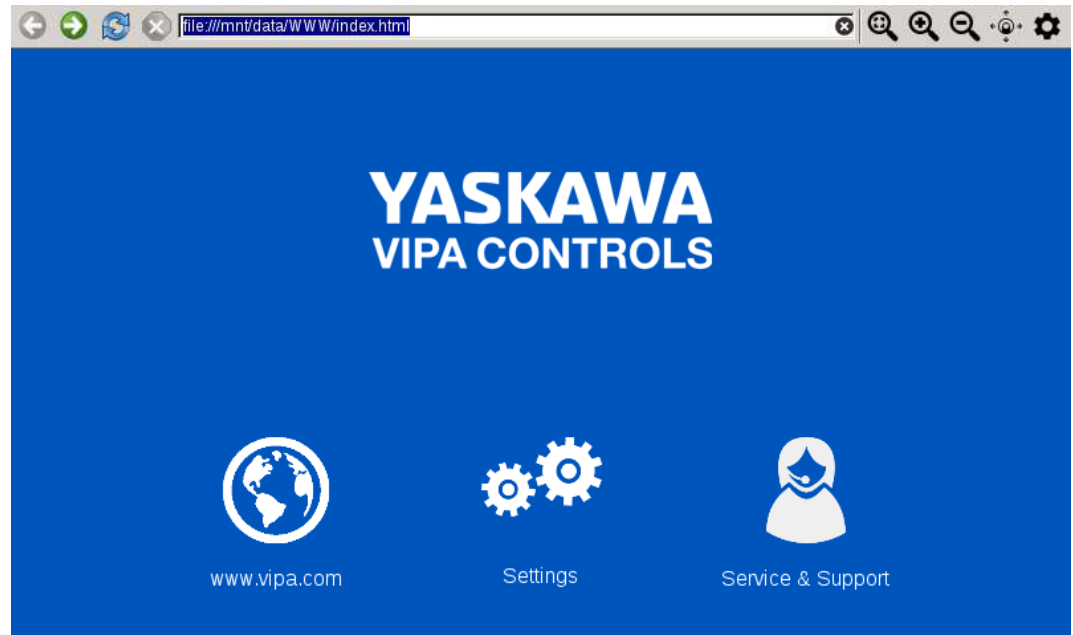 file:///mnt/data/WWW/index.html
YASKAWA
VIPA CONTROLS
www.vipa.com
Settings
Service & Support